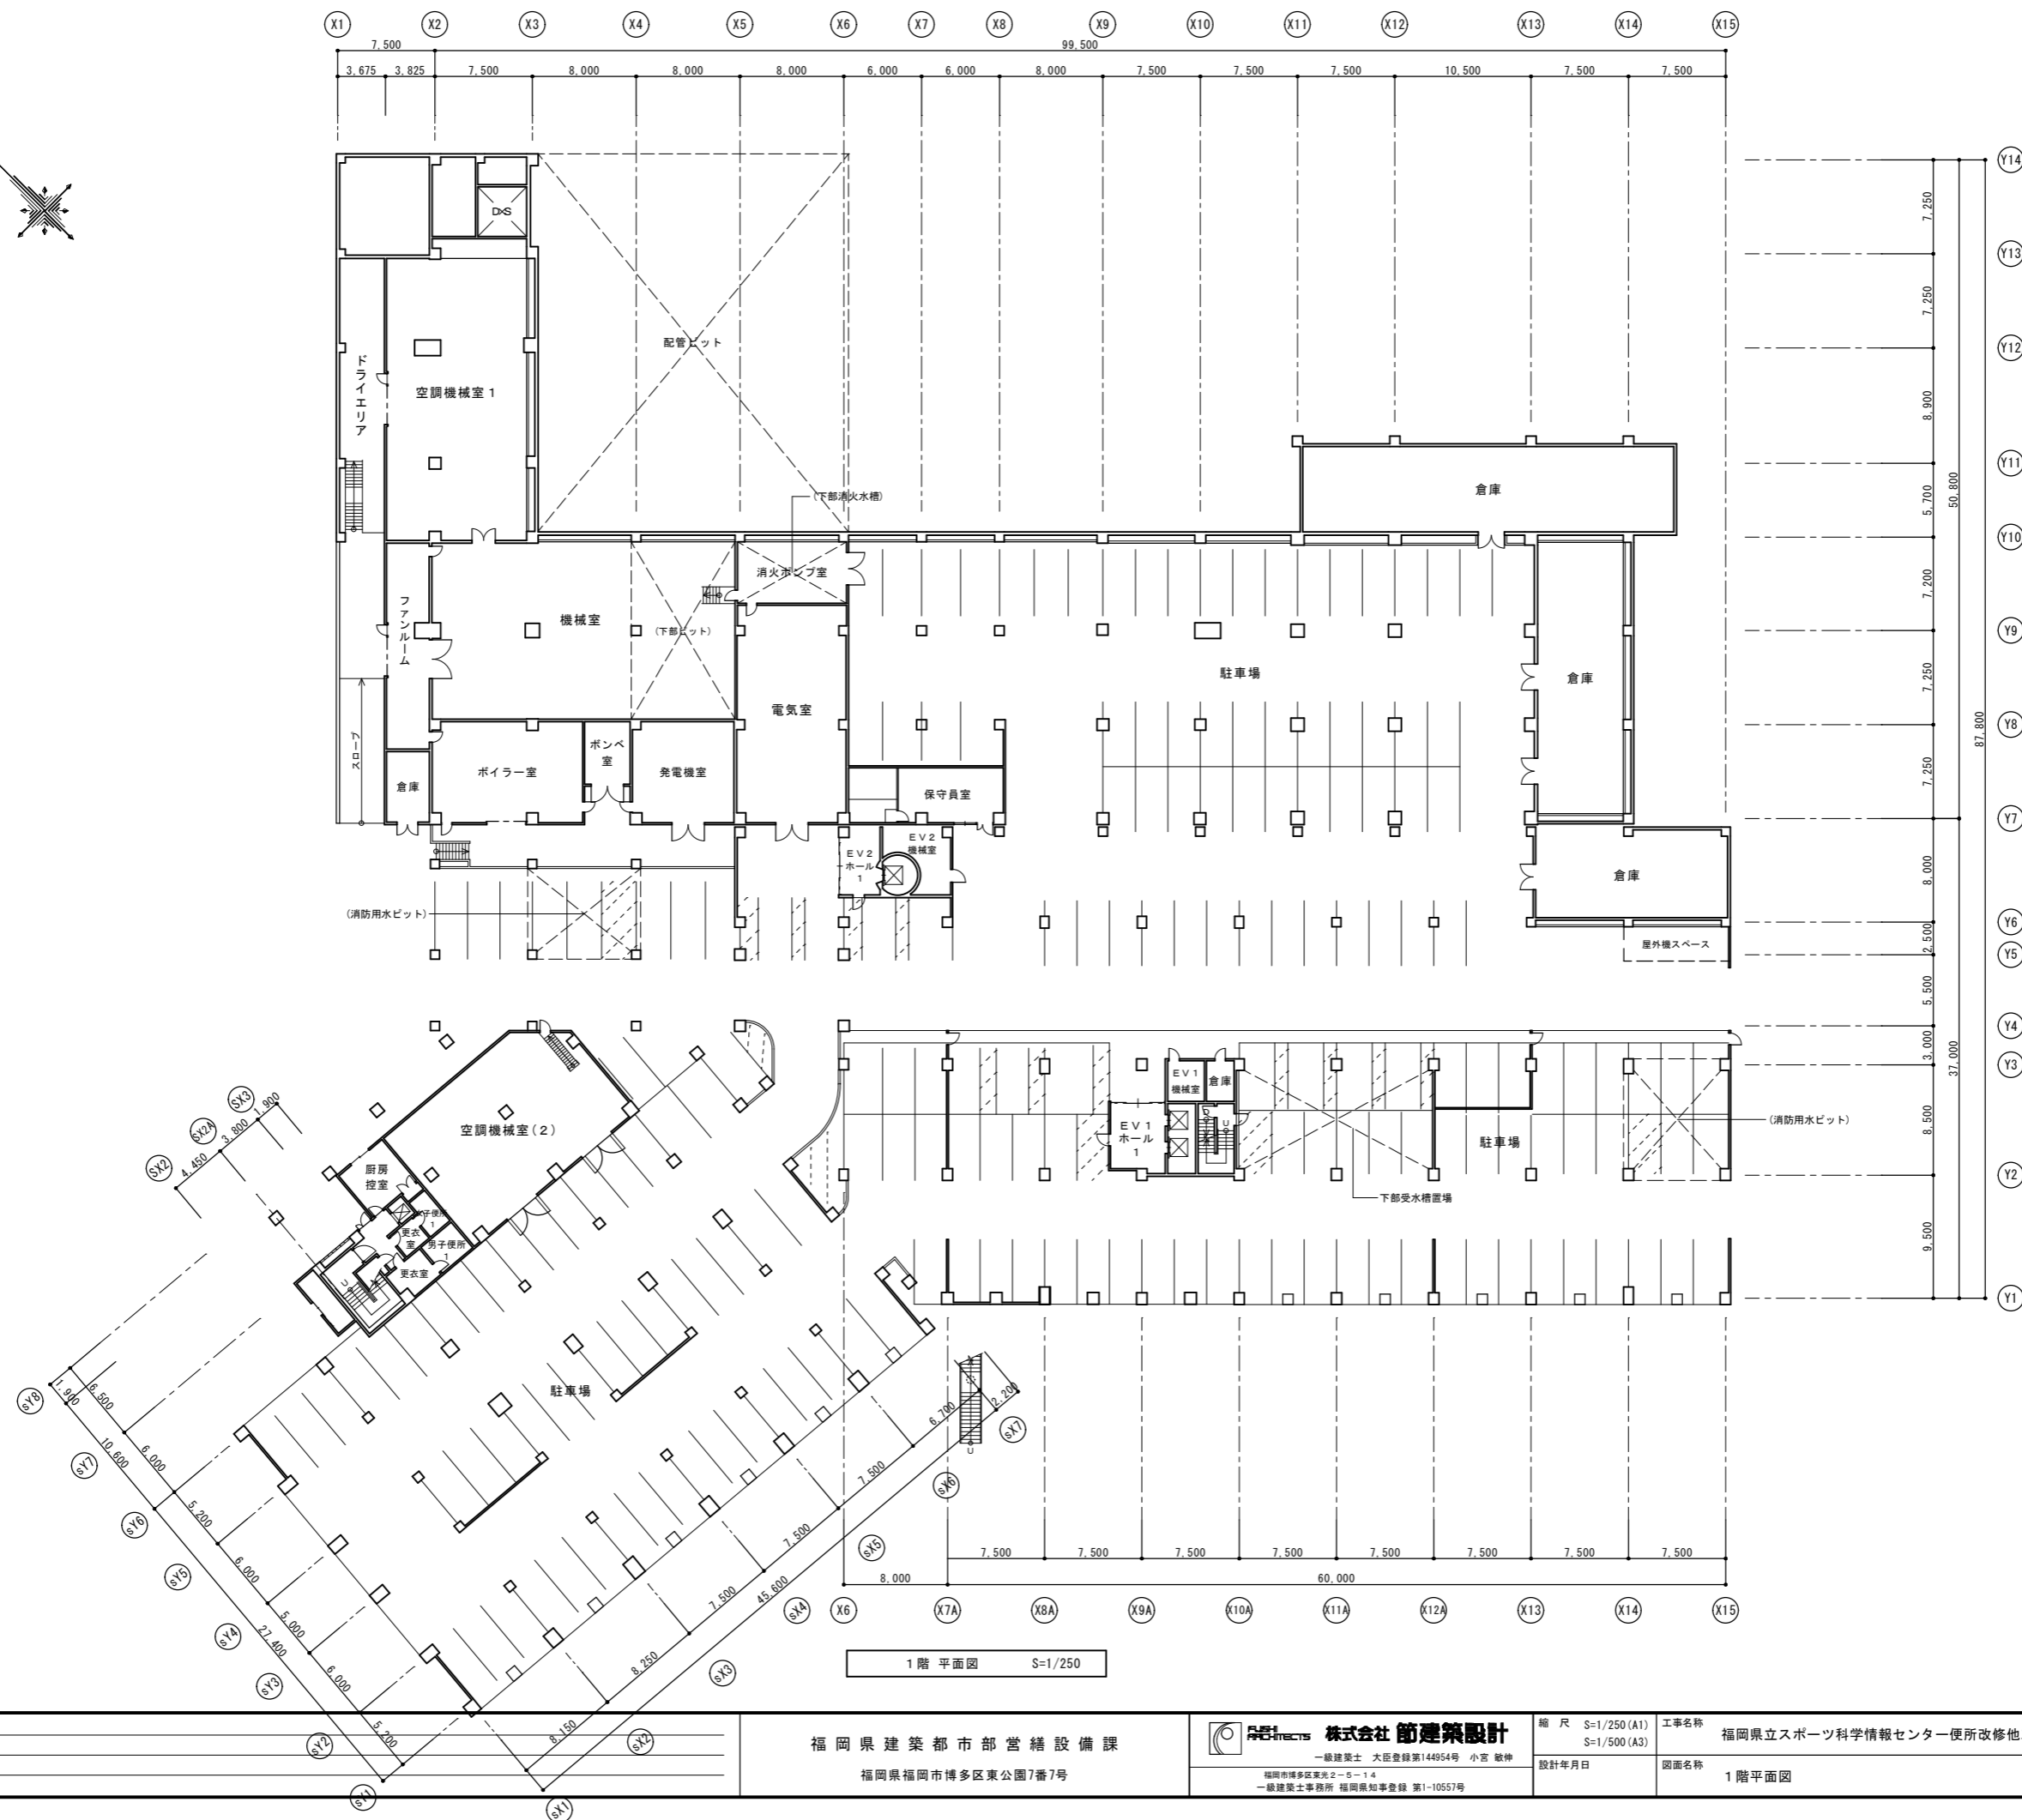 X1 X2 X3 X4 X5 X6 X7 X8 X9 X10 X11 X12 X13 X14 X15
7,500 99,500
3,675 3,825 7,500 8,000 8,000 8,000 6,000 6,000 8,000 7,500 7,500 7,500 10,500 7,500 7,500
Y14
7,250
Y13
7,250
Y12
8,900
Y11
5,700
50,800
Y10
7,200
Y9
7,250
87,800
Y8
7,250
Y7
8,000
Y6
2,500
Y5
5,500
Y4
3,000
37,000
Y3
8,500
Y2
9,500
Y1
DS
配管ピット
ドライエリア
空調機械室1
(下部消火水槽)
倉庫
消火ポンプ室
ファンルーム
機械室
(下部ピット)
駐車場
倉庫
電気室
スロープ
ボイラー室
ボンベ
室
発電機室
倉庫
保守員室
EV2
ホール
1
EV2
機械室
倉庫
(消防用水ピット)
屋外機スペース
EV1
機械室
倉庫
EV1
ホール
1
D
U
駐車場
(消防用水ピット)
下部受水槽置場
空調機械室(2)
厨房
控室
女子便所
1
更衣
室
男子便所
1
更衣室
U
駐車場
U
SX3 1,900
SX2A 3,800
SX2 4,450
sY8 1,900 6,500
sY7 10,600 6,000
sY6 5,200
sY5 6,000
sY4 27,400 5,000
sY3 6,000
sY2 5,200
sY1
2,200 sX7
6,700
sX6
7,500
sX5
7,500
45,600
sX4
7,500
sX3
8,250
sX2
8,150
sX1
7,500 7,500 7,500 7,500 7,500 7,500 7,500 7,500
8,000 60,000
X6 X7A X8A X9A X10A X11A X12A X13 X14 X15
1階 平面図 S=1/250
福岡県建築都市部営繕設備課
福岡県福岡市博多区東公園7番7号
FUSHI ARCHITECTS 株式会社 節建築設計
一級建築士 大臣登録第144954号 小宮 敏伸
福岡市博多区東光2-5-14
一級建築士事務所 福岡県知事登録 第1-10557号
縮 尺 S=1/250(A1)
S=1/500(A3)
設計年月日
工事名称 福岡県立スポーツ科学情報センター便所改修他
図面名称 1階平面図